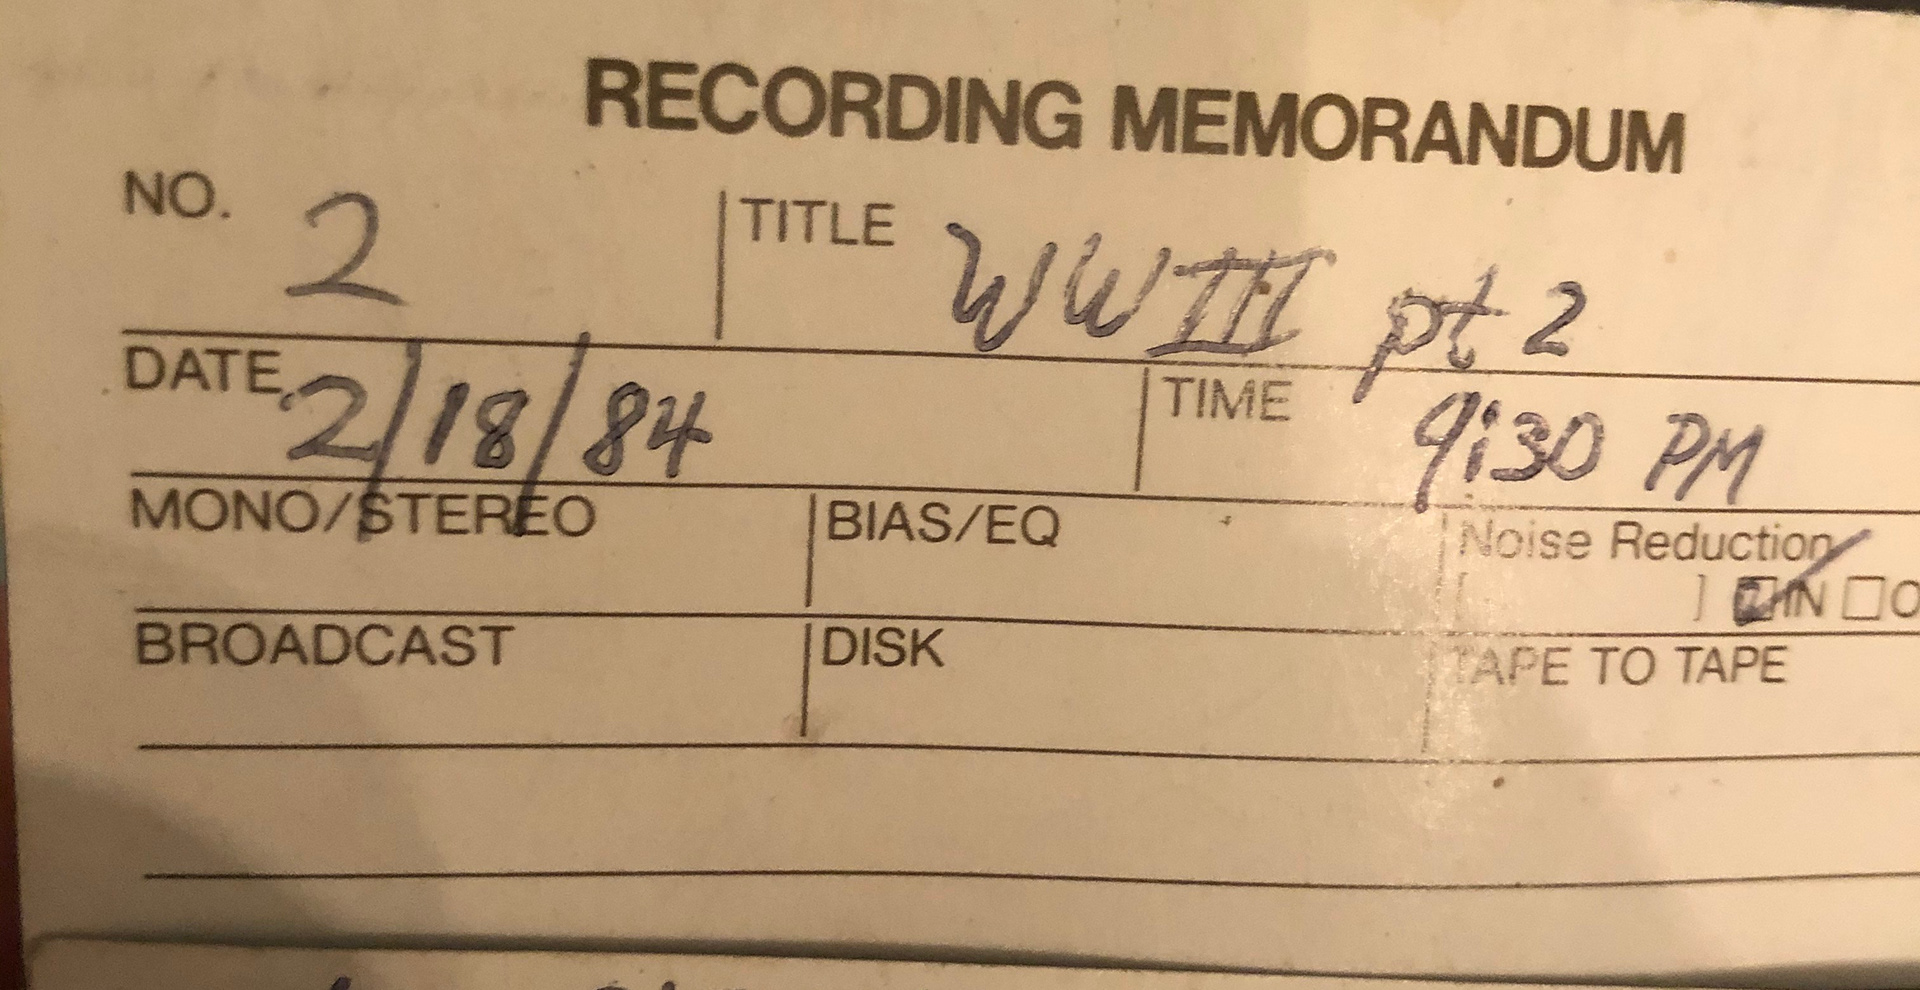 RECORDING MEMORANDUM
NO. 2 TITLE WWIII pt 2
DATE 2/18/84 TIME 9:30 PM
MONO/STEREO BIAS/EQ Noise Reduction
[ ] IN
BROADCAST DISK TAPE TO TAPE